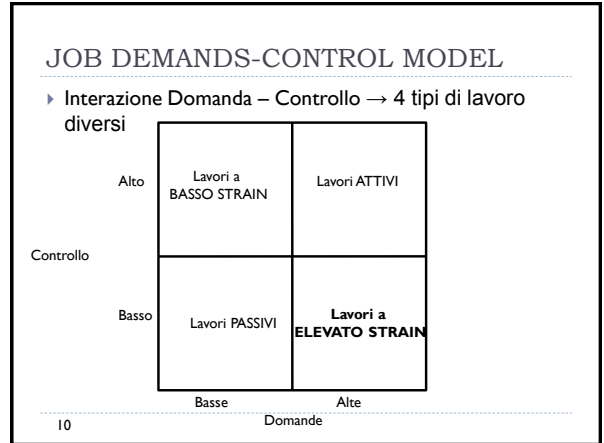 JOB DEMANDS-CONTROL MODEL
Interazione Domanda – Controllo → 4 tipi di lavoro
diversi
Alto
Lavori a
BASSO STRAIN
Lavori ATTIVI
Controllo
Basso
Lavori PASSIVI
Lavori a
ELEVATO STRAIN
Basse
Alte
Domande
10